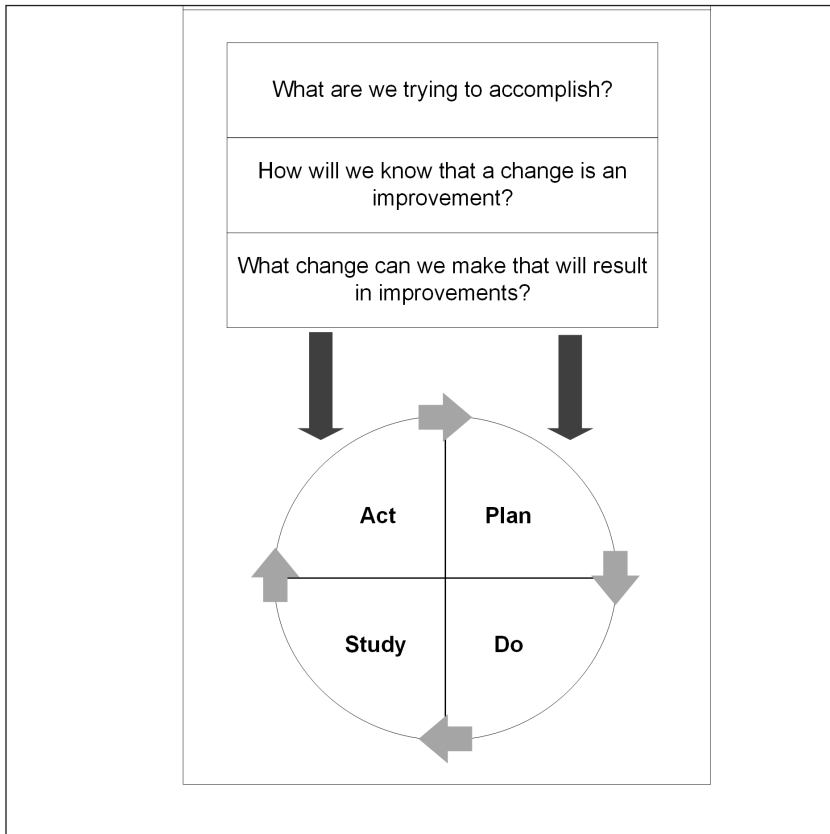 What are we trying to accomplish?
How will we know that a change is an
improvement?
What change can we make that will result
in improvements?
Act
Plan
Study
Do